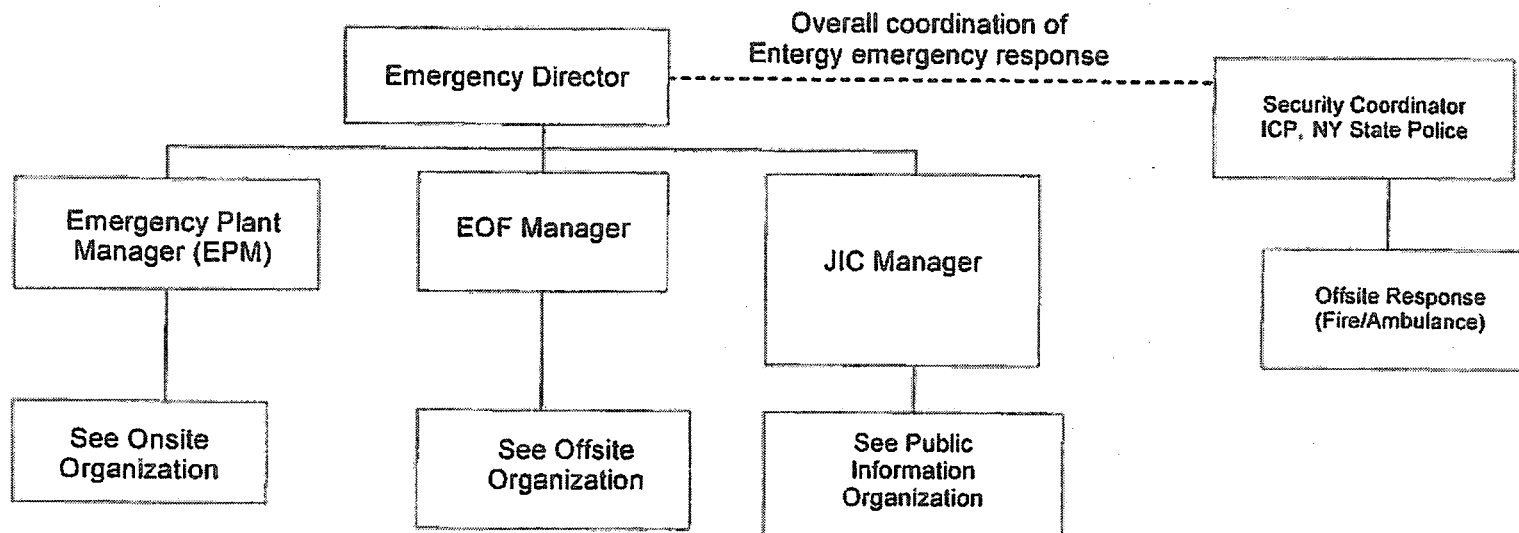 Overall coordination of
Entergy emergency response
Emergency Director
Security Coordinator
ICP, NY State Police
Emergency Plant
Manager (EPM)
EOF Manager
JIC Manager
Offsite Response
(Fire/Ambulance)
See Onsite
Organization
See Offsite
Organization
See Public
Information
Organization